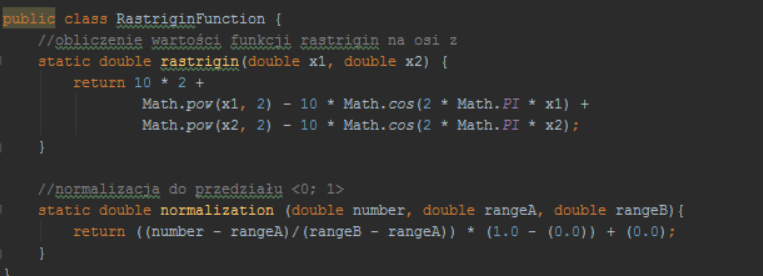 public class RastriginFunction {
//obliczenie wartości funkcji rastrigin na osi z
static double rastrigin(double x1, double x2) {
return 10 * 2 +
Math.pow(x1, 2) - 10 * Math.cos(2 * Math.PI * x1) +
Math.pow(x2, 2) - 10 * Math.cos(2 * Math.PI * x2);
}
//normalizacja do przedziału <0; 1>
static double normalization (double number, double rangeA, double rangeB){
return ((number - rangeA)/(rangeB - rangeA)) * (1.0 - (0.0)) + (0.0);
}
}